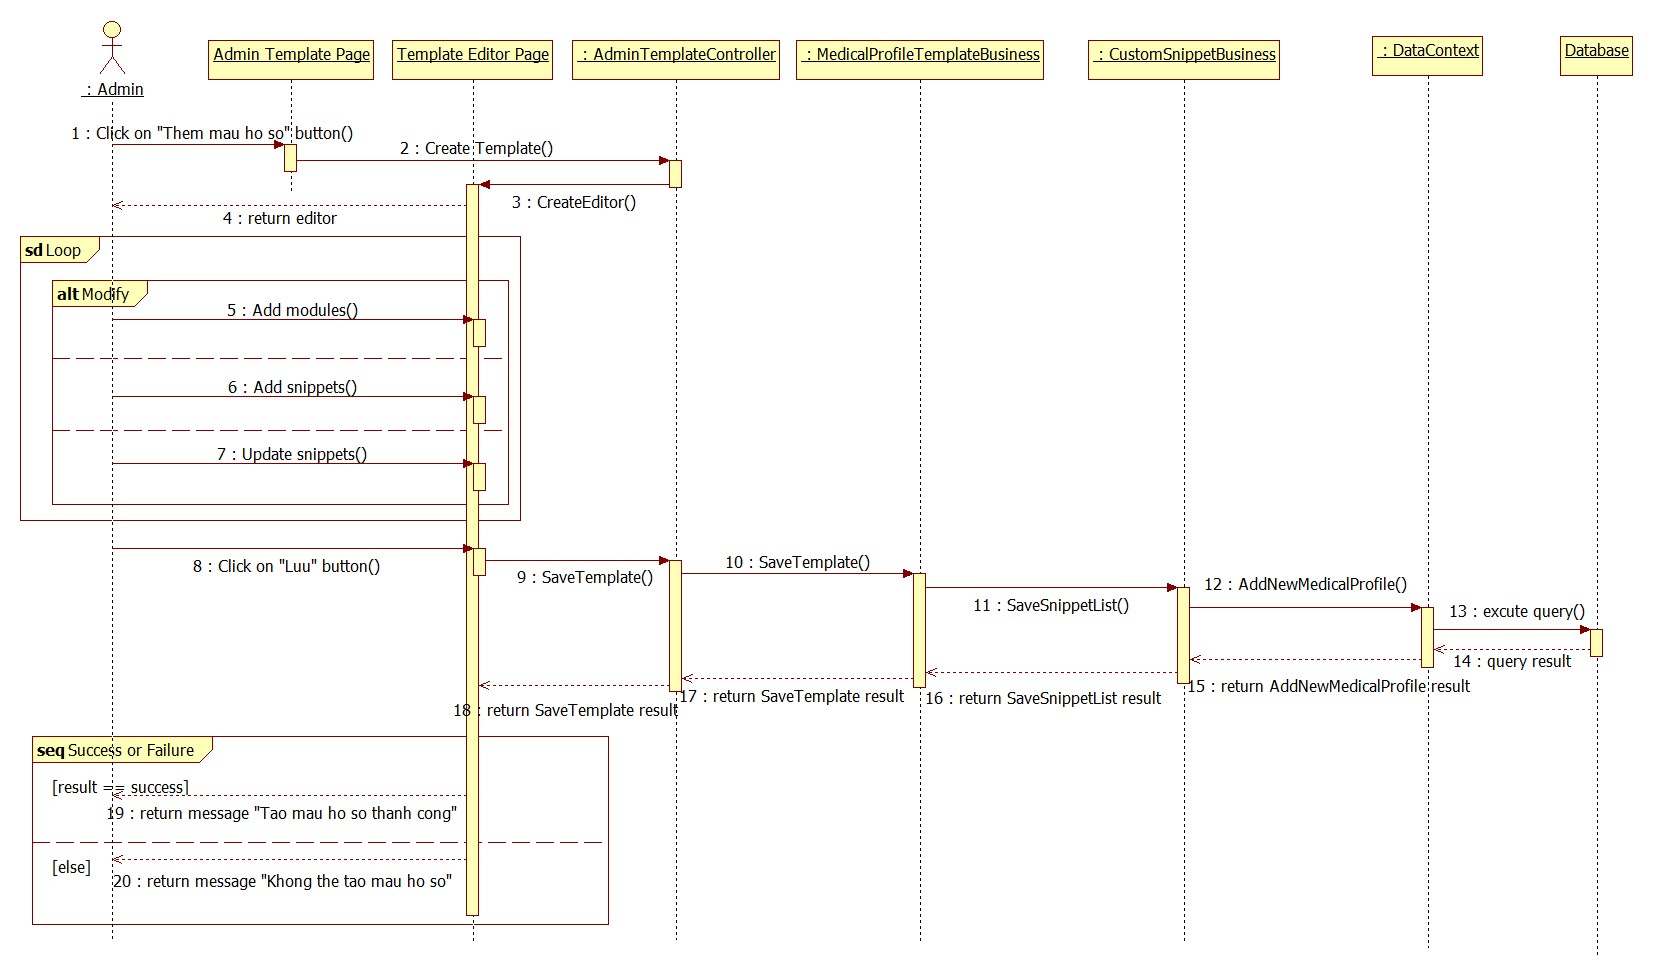 Admin Template Page
Template Editor Page
: AdminTemplateController
: MedicalProfileTemplateBusiness
: CustomSnippetBusiness
: DataContext
Database
: Admin
1 : Click on "Them mau ho so" button()
2 : Create Template()
3 : CreateEditor()
4 : return editor
sd Loop
alt Modify
5 : Add modules()
6 : Add snippets()
7 : Update snippets()
8 : Click on "Luu" button()
9 : SaveTemplate()
10 : SaveTemplate()
11 : SaveSnippetList()
12 : AddNewMedicalProfile()
13 : excute query()
14 : query result
15 : return AddNewMedicalProfile result
16 : return SaveSnippetList result
17 : return SaveTemplate result
18 : return SaveTemplate result
seq Success or Failure
[result == success]
19 : return message "Tao mau ho so thanh cong"
[else]
20 : return message "Khong the tao mau ho so"